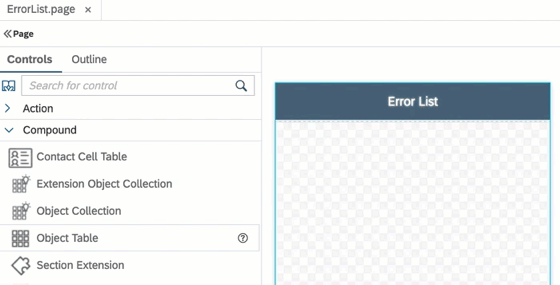 ErrorList.page ×
Page
Controls Outline
Search for control
Action
Compound
Contact Cell Table
Extension Object Collection
Object Collection
Object Table
Section Extension
Error List